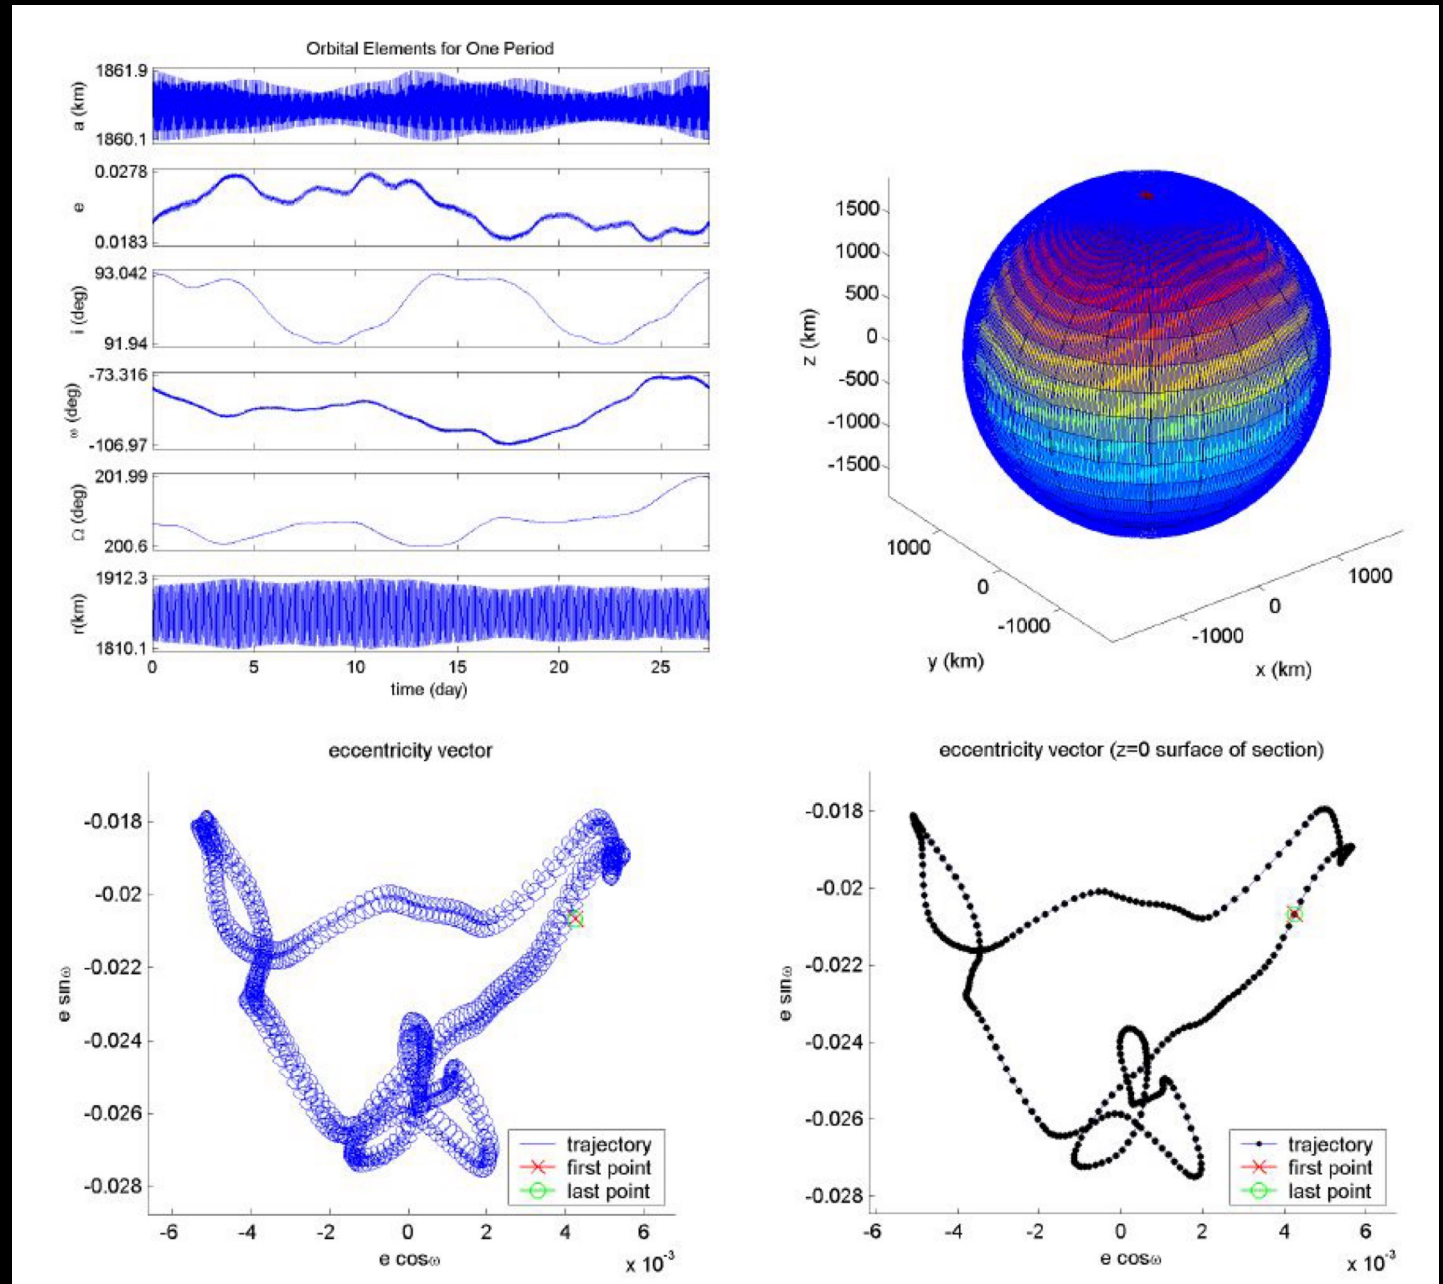 Orbital Elements for One Period
1861.9
a (km)
1860.1
0.0278
e
0.0183
93.042
i (deg)
91.94
-73.316
ω (deg)
-106.97
201.99
Ω (deg)
200.6
1912.3
r(km)
1810.1
0 5 10 15 20 25
time (day)
1500
1000
500
0
-500
-1000
-1500
z (km)
1000
0
-1000
y (km)
1000
0
-1000
x (km)
eccentricity vector
-0.018
-0.02
-0.022
-0.024
-0.026
-0.028
e sinω
trajectory
first point
last point
-6 -4 -2 0 2 4 6
e cosω
x 10-3
eccentricity vector (z=0 surface of section)
-0.018
-0.02
-0.022
-0.024
-0.026
-0.028
e sinω
trajectory
first point
last point
-6 -4 -2 0 2 4 6
e cosω
x 10-3